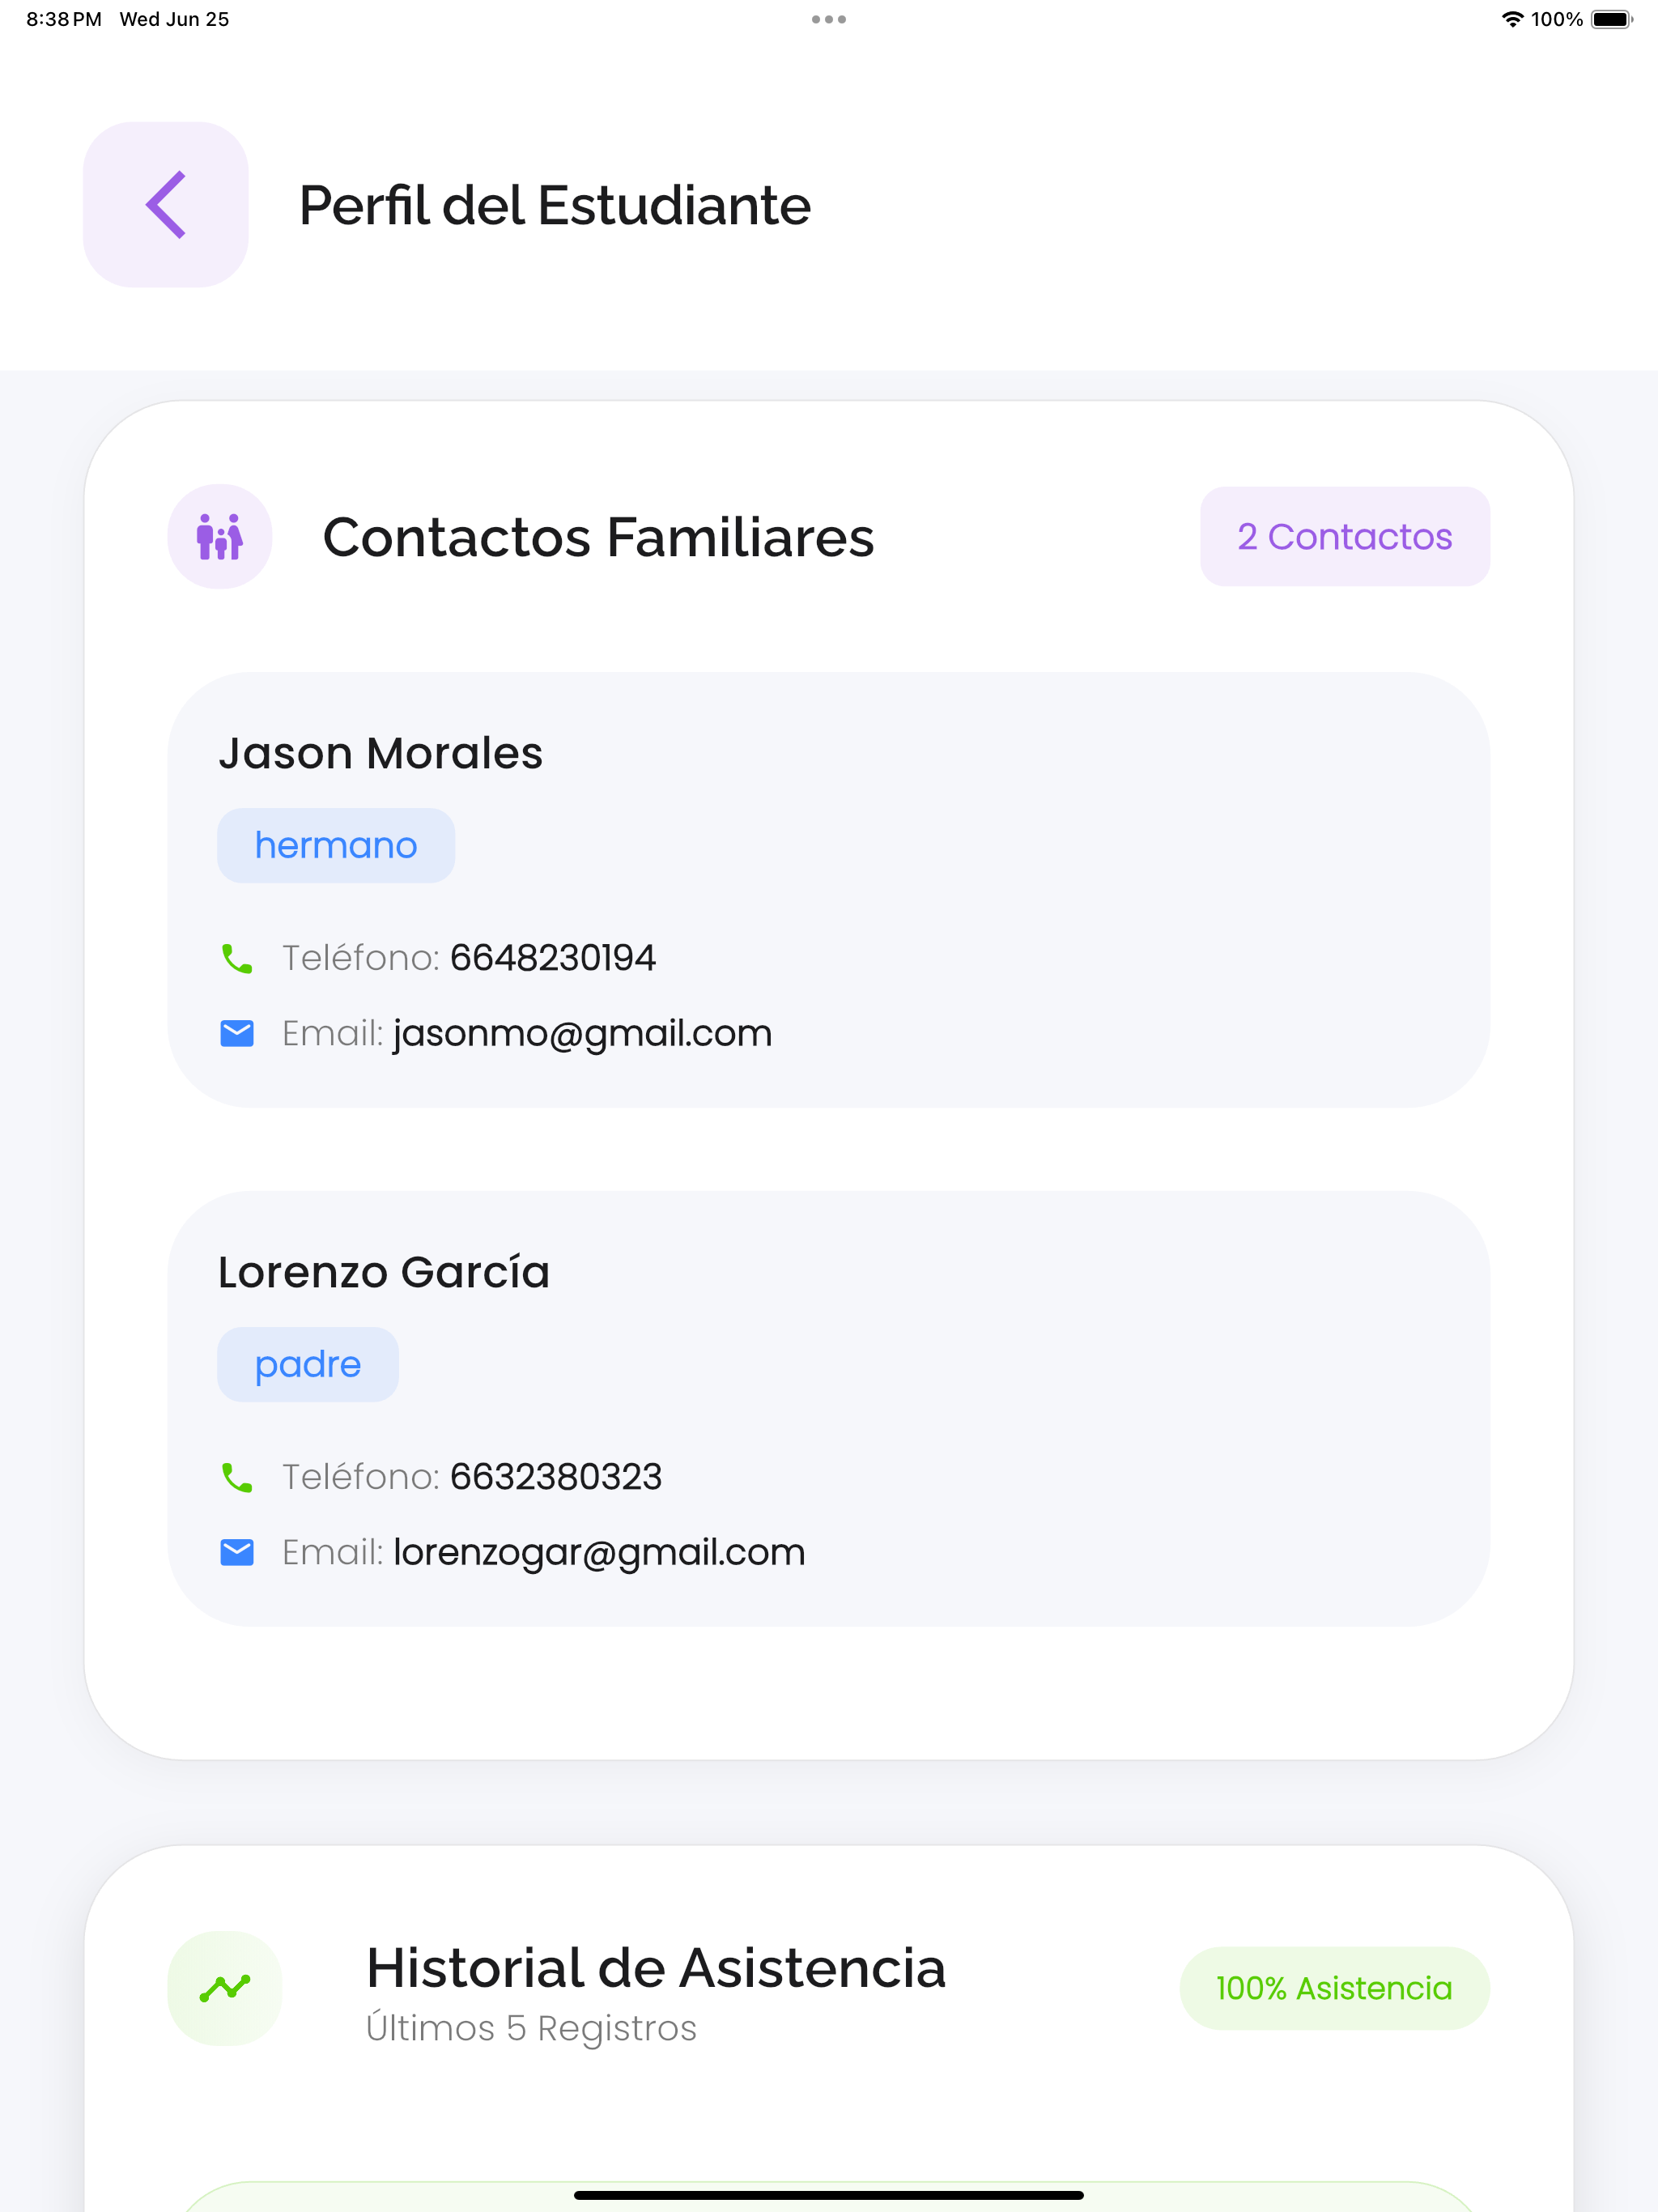 8:38 PM Wed Jun 25
100%
Perfil del Estudiante
Contactos Familiares
2 Contactos
Jason Morales
hermano
Teléfono: 6648230194
Email: jasonmo@gmail.com
Lorenzo García
padre
Teléfono: 6632380323
Email: lorenzogar@gmail.com
Historial de Asistencia
Últimos 5 Registros
100% Asistencia